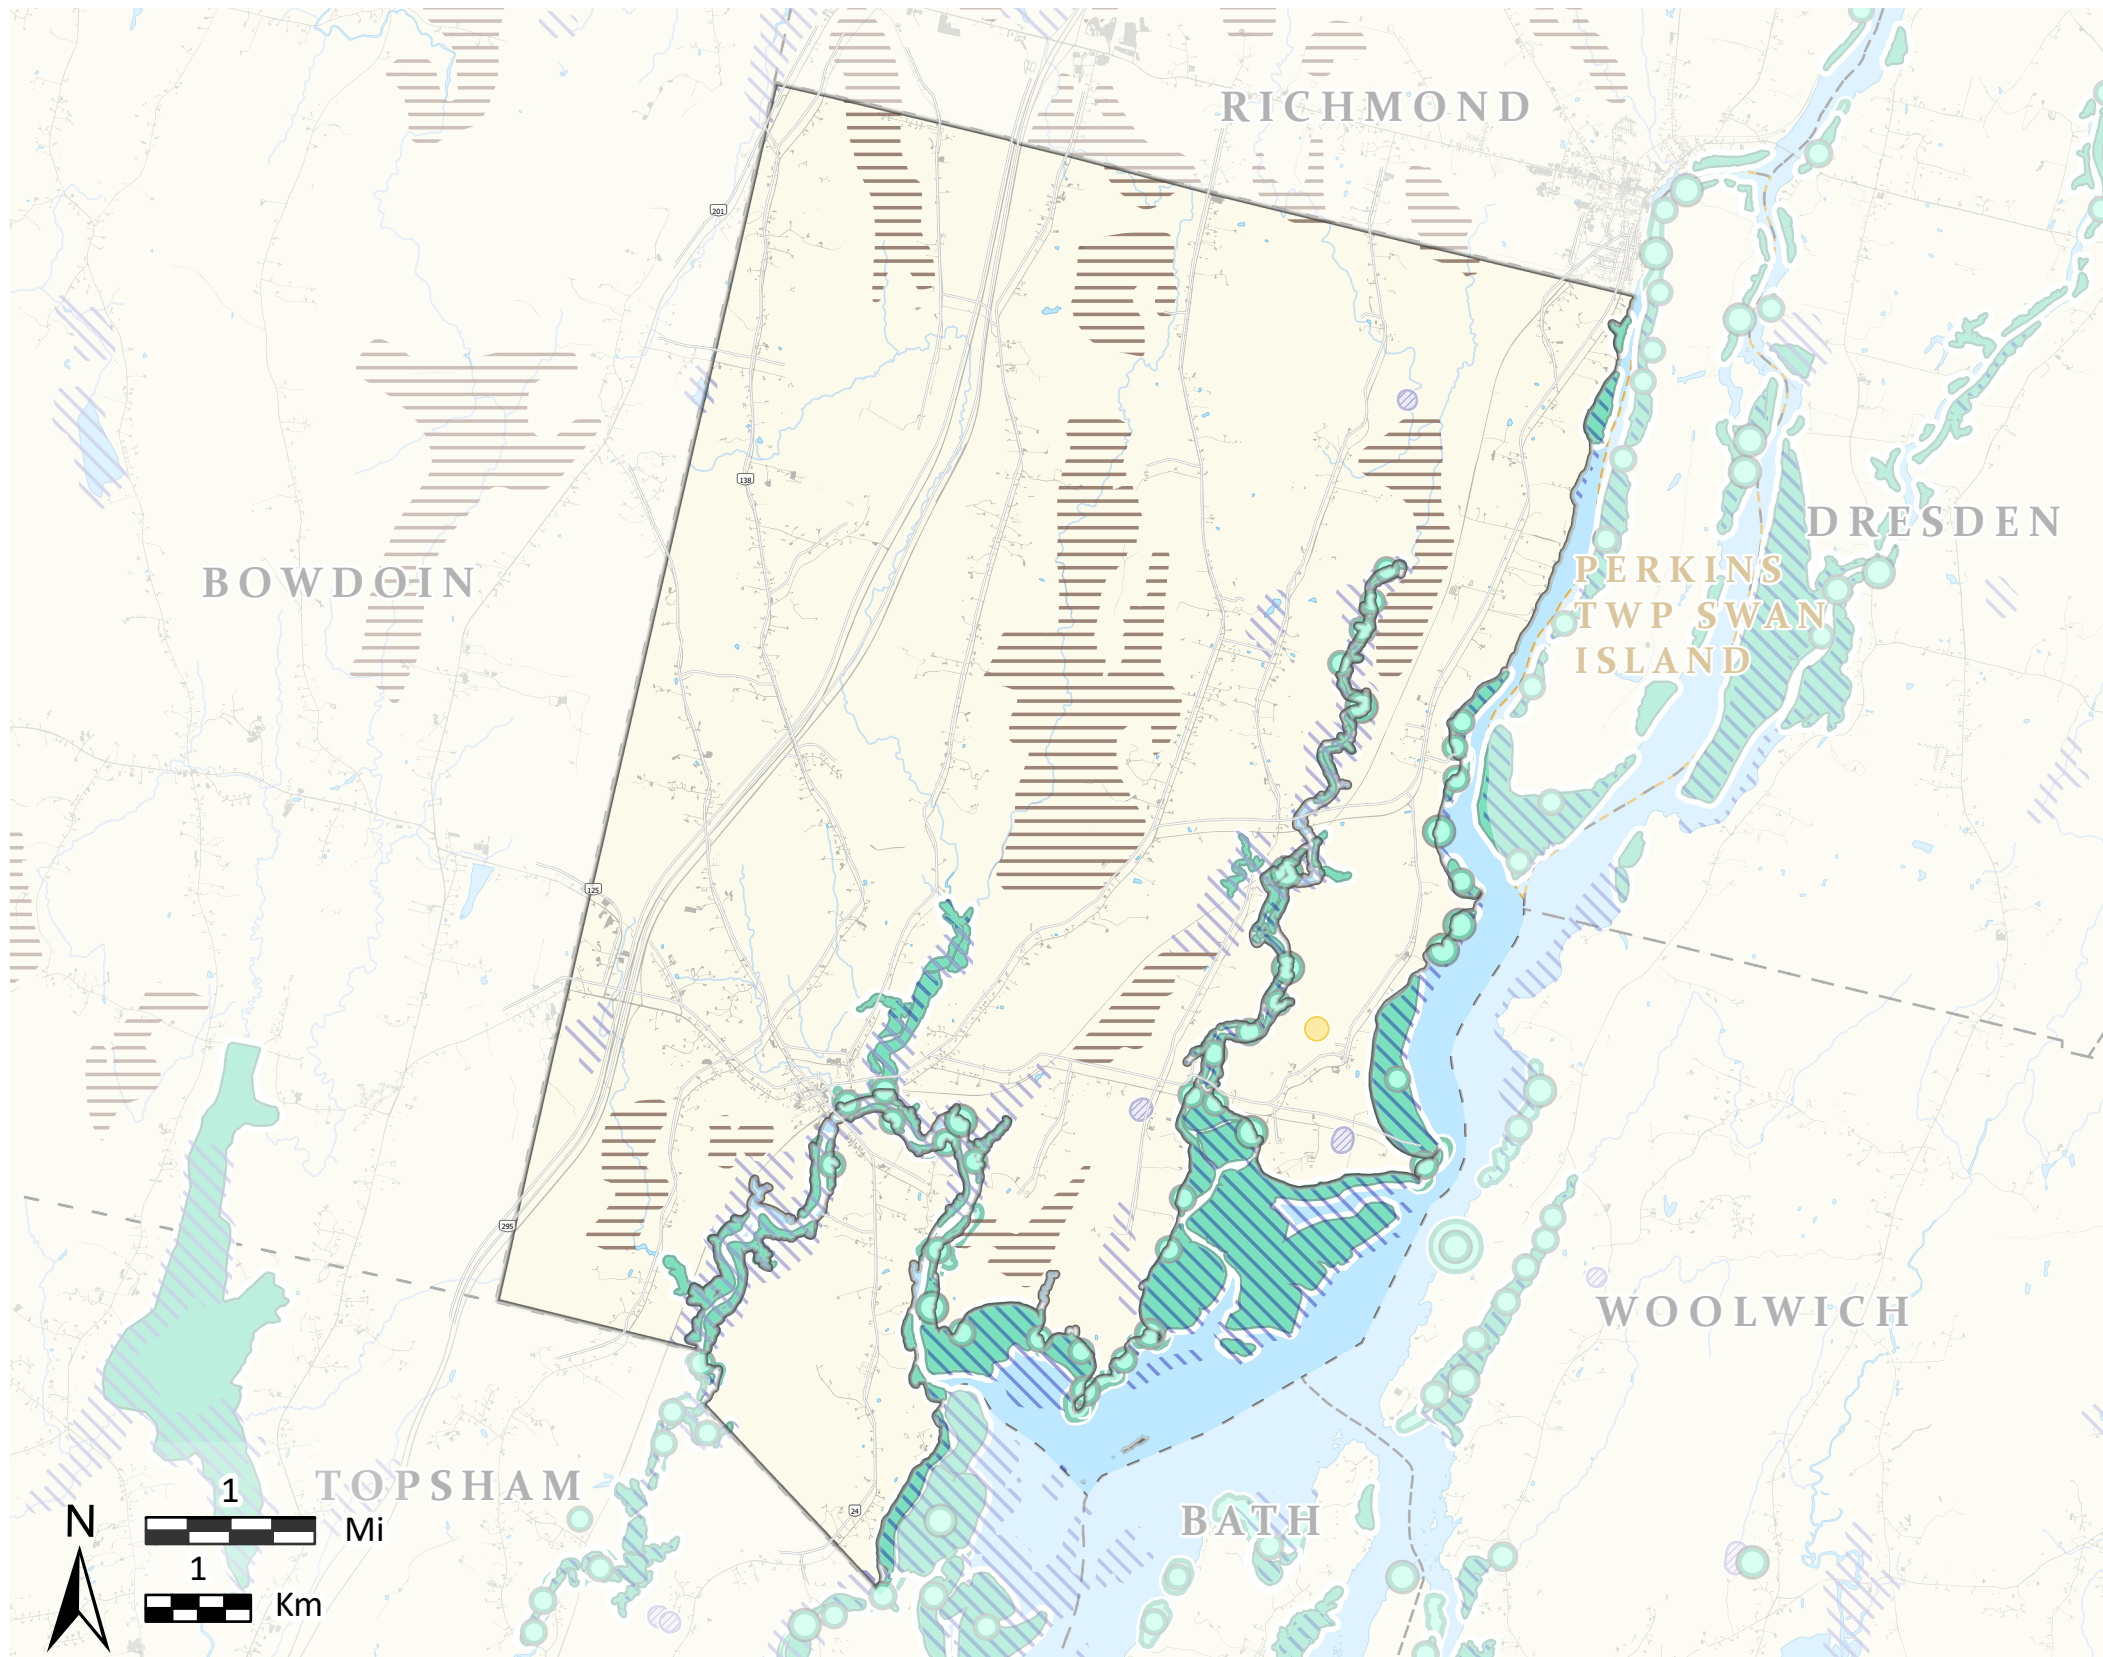 RICHMOND
201
138
DRESDEN
PERKINS
TWP SWAN
ISLAND
BOWDOIN
125
295
WOOLWICH
TOPSHAM
24
BATH
N
1
Mi
1
Km